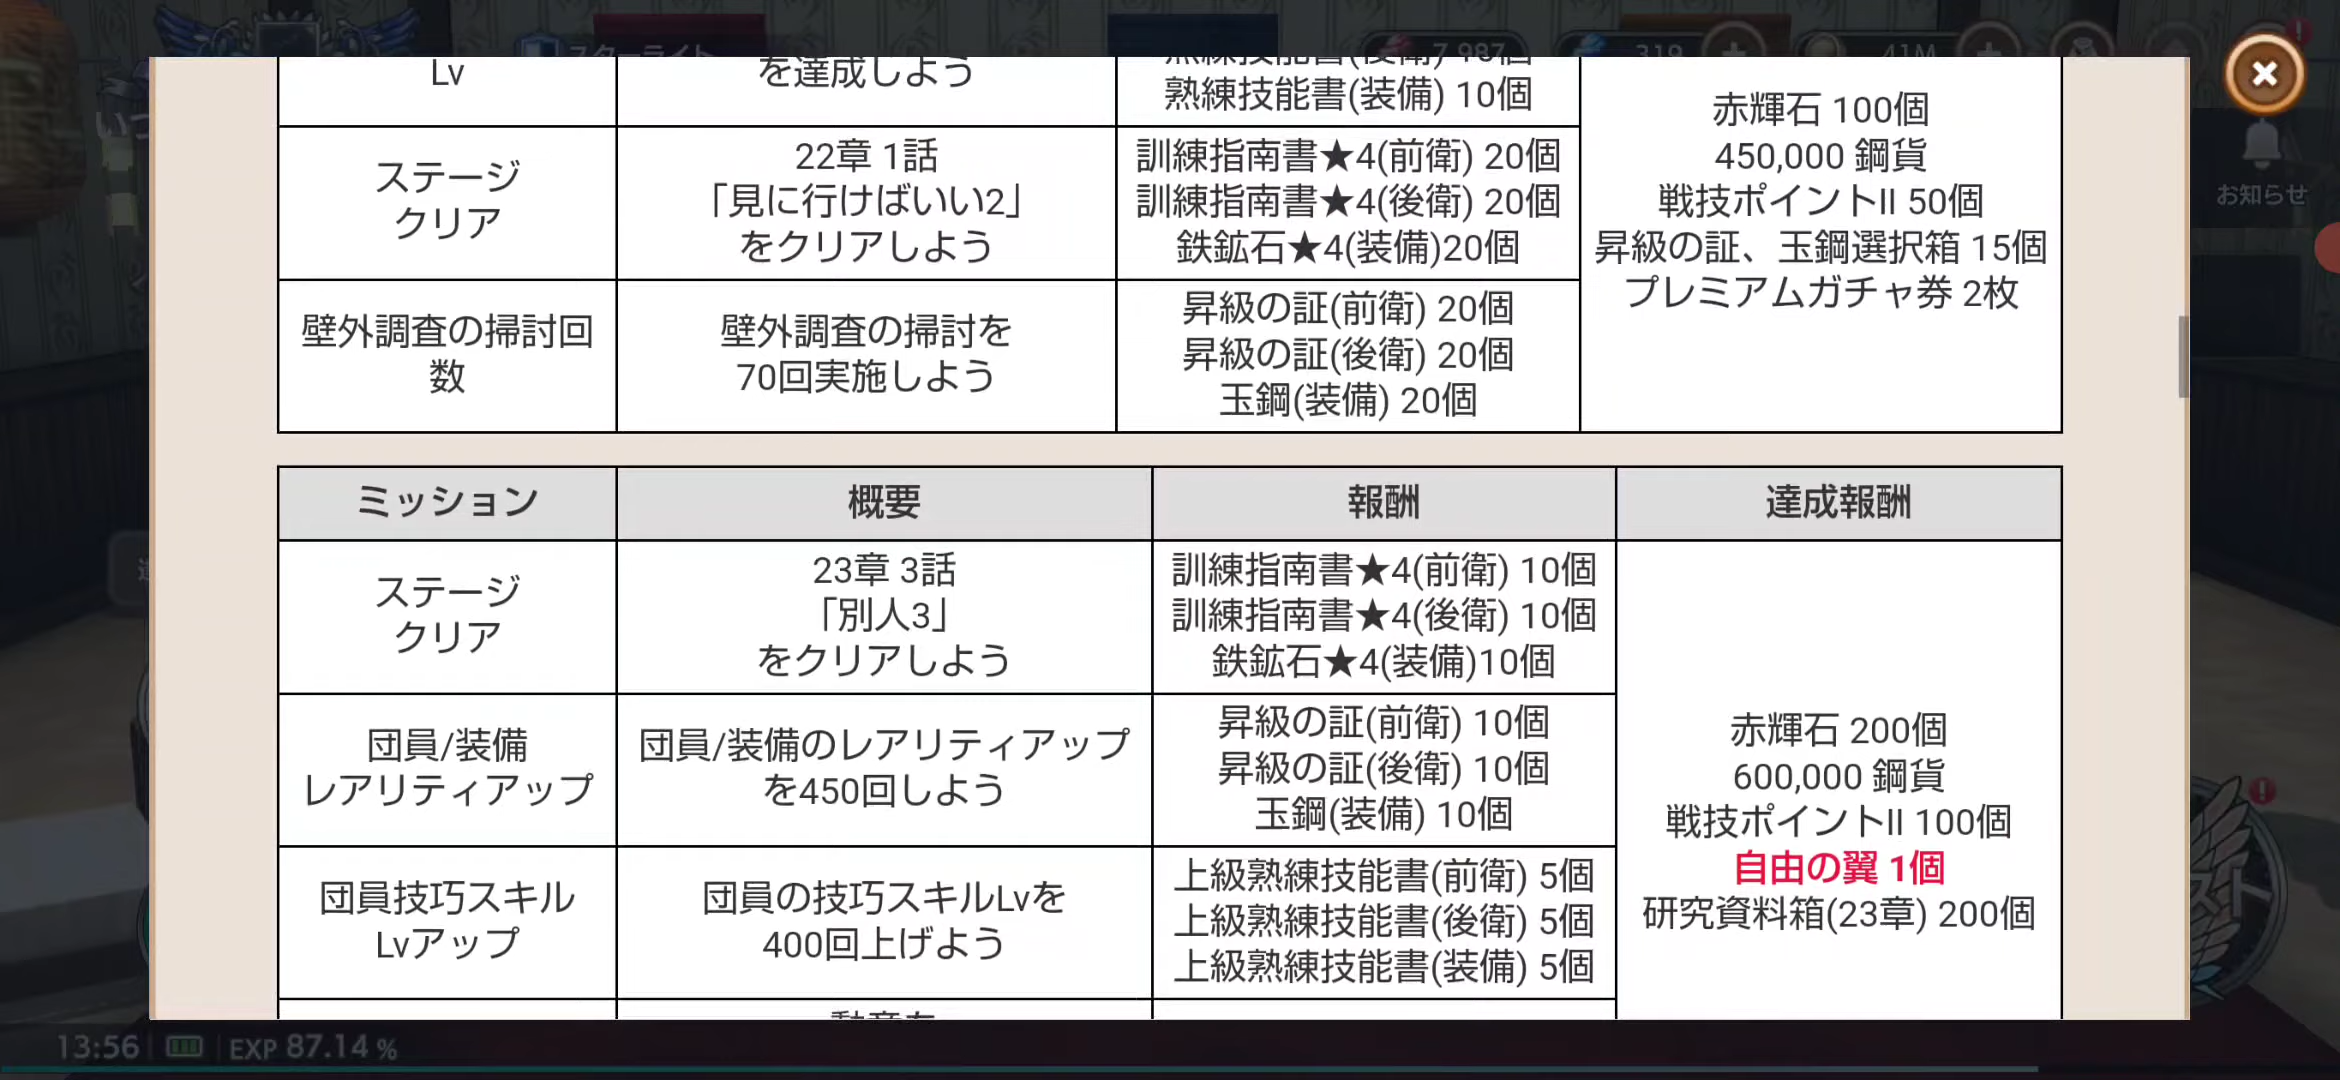 スターライト
7,987
319
41M
お知らせ
Lv
を達成しよう
熟練技能書(後衛) 10個
熟練技能書(装備) 10個
赤輝石 100個
450,000 鋼貨
戦技ポイントII 50個
昇級の証、玉鋼選択箱 15個
プレミアムガチャ券 2枚
ステージ
クリア
22章 1話
「見に行けばいい2」
をクリアしよう
訓練指南書★4(前衛) 20個
訓練指南書★4(後衛) 20個
鉄鉱石★4(装備)20個
壁外調査の掃討回
数
壁外調査の掃討を
70回実施しよう
昇級の証(前衛) 20個
昇級の証(後衛) 20個
玉鋼(装備) 20個
ミッション
概要
報酬
達成報酬
ステージ
クリア
23章 3話
「別人3」
をクリアしよう
訓練指南書★4(前衛) 10個
訓練指南書★4(後衛) 10個
鉄鉱石★4(装備)10個
団員/装備
レアリティアップ
団員/装備のレアリティアップ
を450回しよう
昇級の証(前衛) 10個
昇級の証(後衛) 10個
玉鋼(装備) 10個
赤輝石 200個
600,000 鋼貨
戦技ポイントII 100個
自由の翼 1個
研究資料箱(23章) 200個
団員技巧スキル
Lvアップ
団員の技巧スキルLvを
400回上げよう
上級熟練技能書(前衛) 5個
上級熟練技能書(後衛) 5個
上級熟練技能書(装備) 5個
13:56
EXP 87.14 %